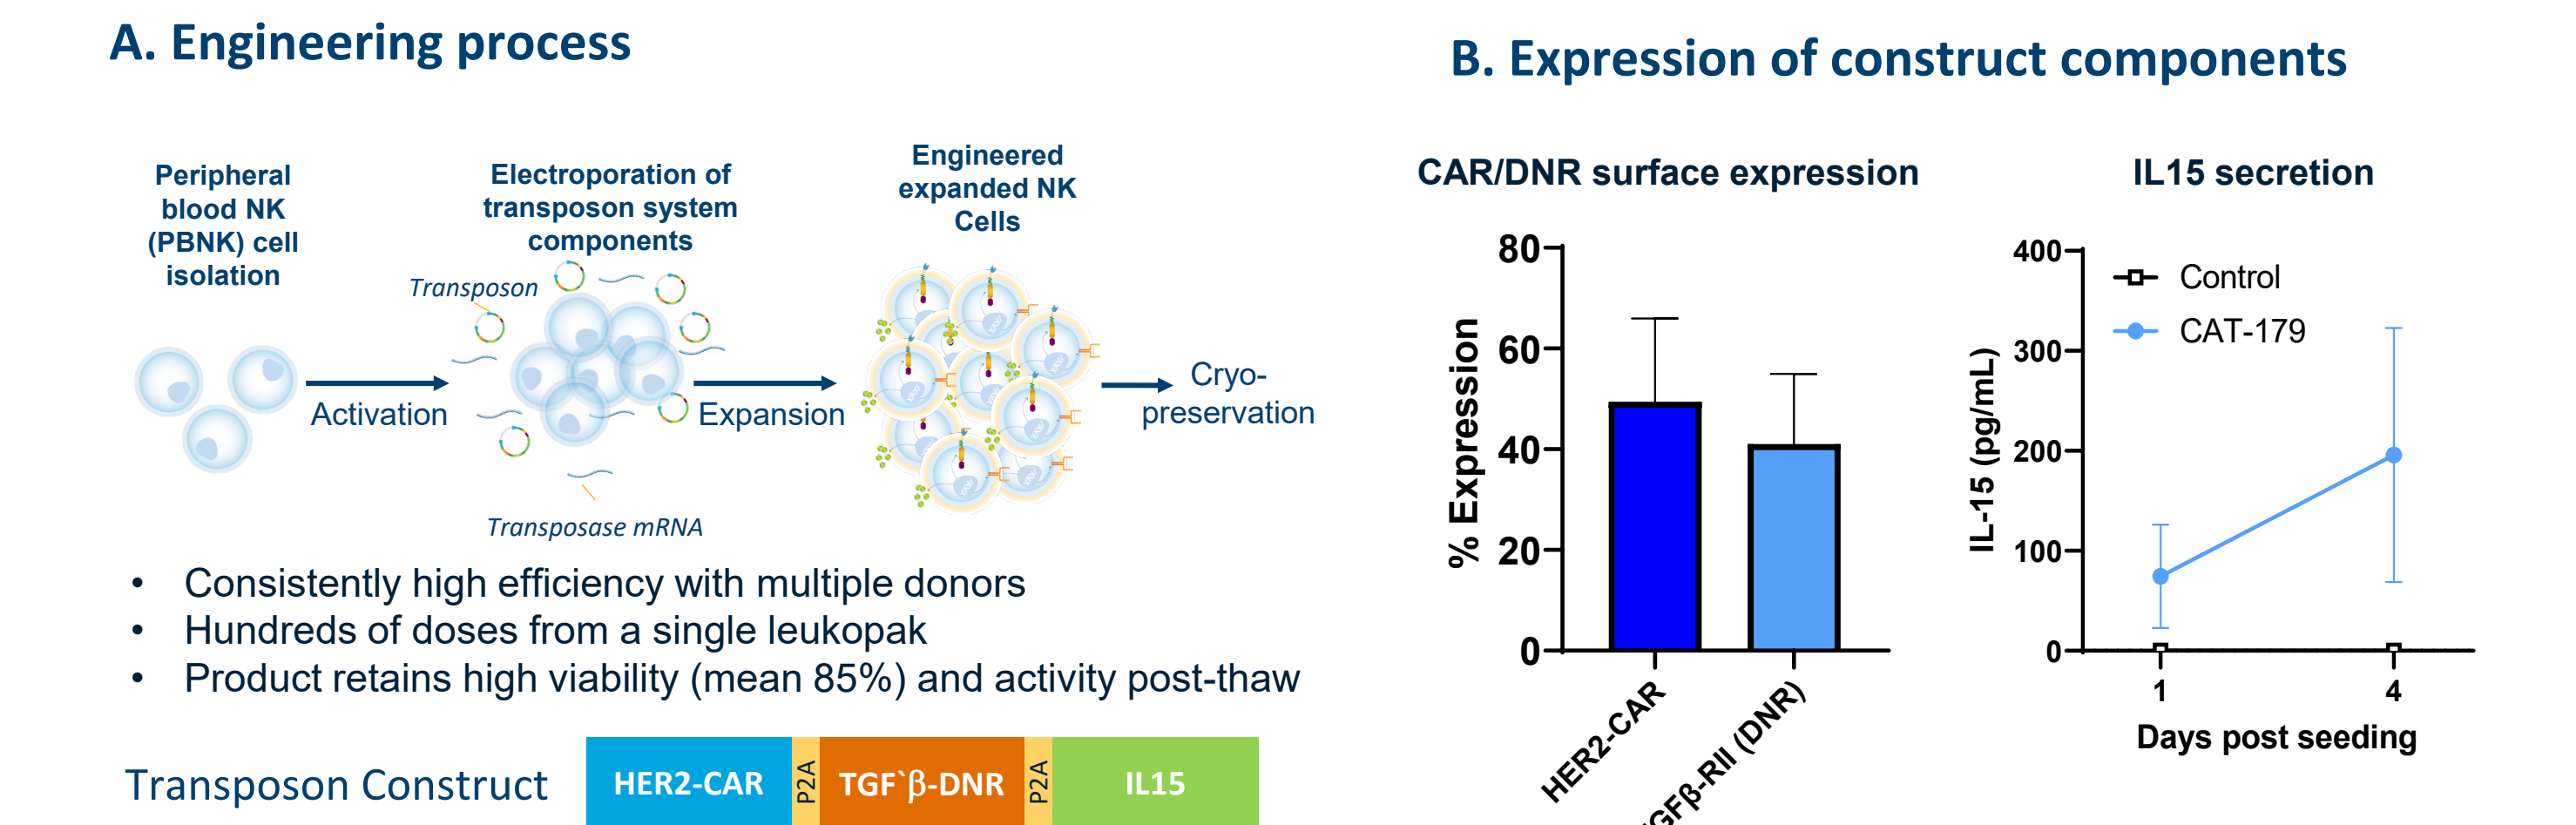 A. Engineering process
Peripheral
blood NK
(PBNK) cell
isolation
Activation
Electroporation of
transposon system
components
Transposon
Transposase mRNA
Expansion
Engineered
expanded NK
Cells
Cryo-
preservation
• Consistently high efficiency with multiple donors
• Hundreds of doses from a single leukopak
• Product retains high viability (mean 85%) and activity post-thaw
Transposon Construct
HER2-CAR
P2A
TGF`β-DNR
P2A
IL15
B. Expression of construct components
CAR/DNR surface expression
% Expression
80
60
40
20
0
HER2-CAR
GFβ-RII (DNR)
IL15 secretion
IL-15 (pg/mL)
400
300
200
100
0
Control
CAT-179
1
4
Days post seeding